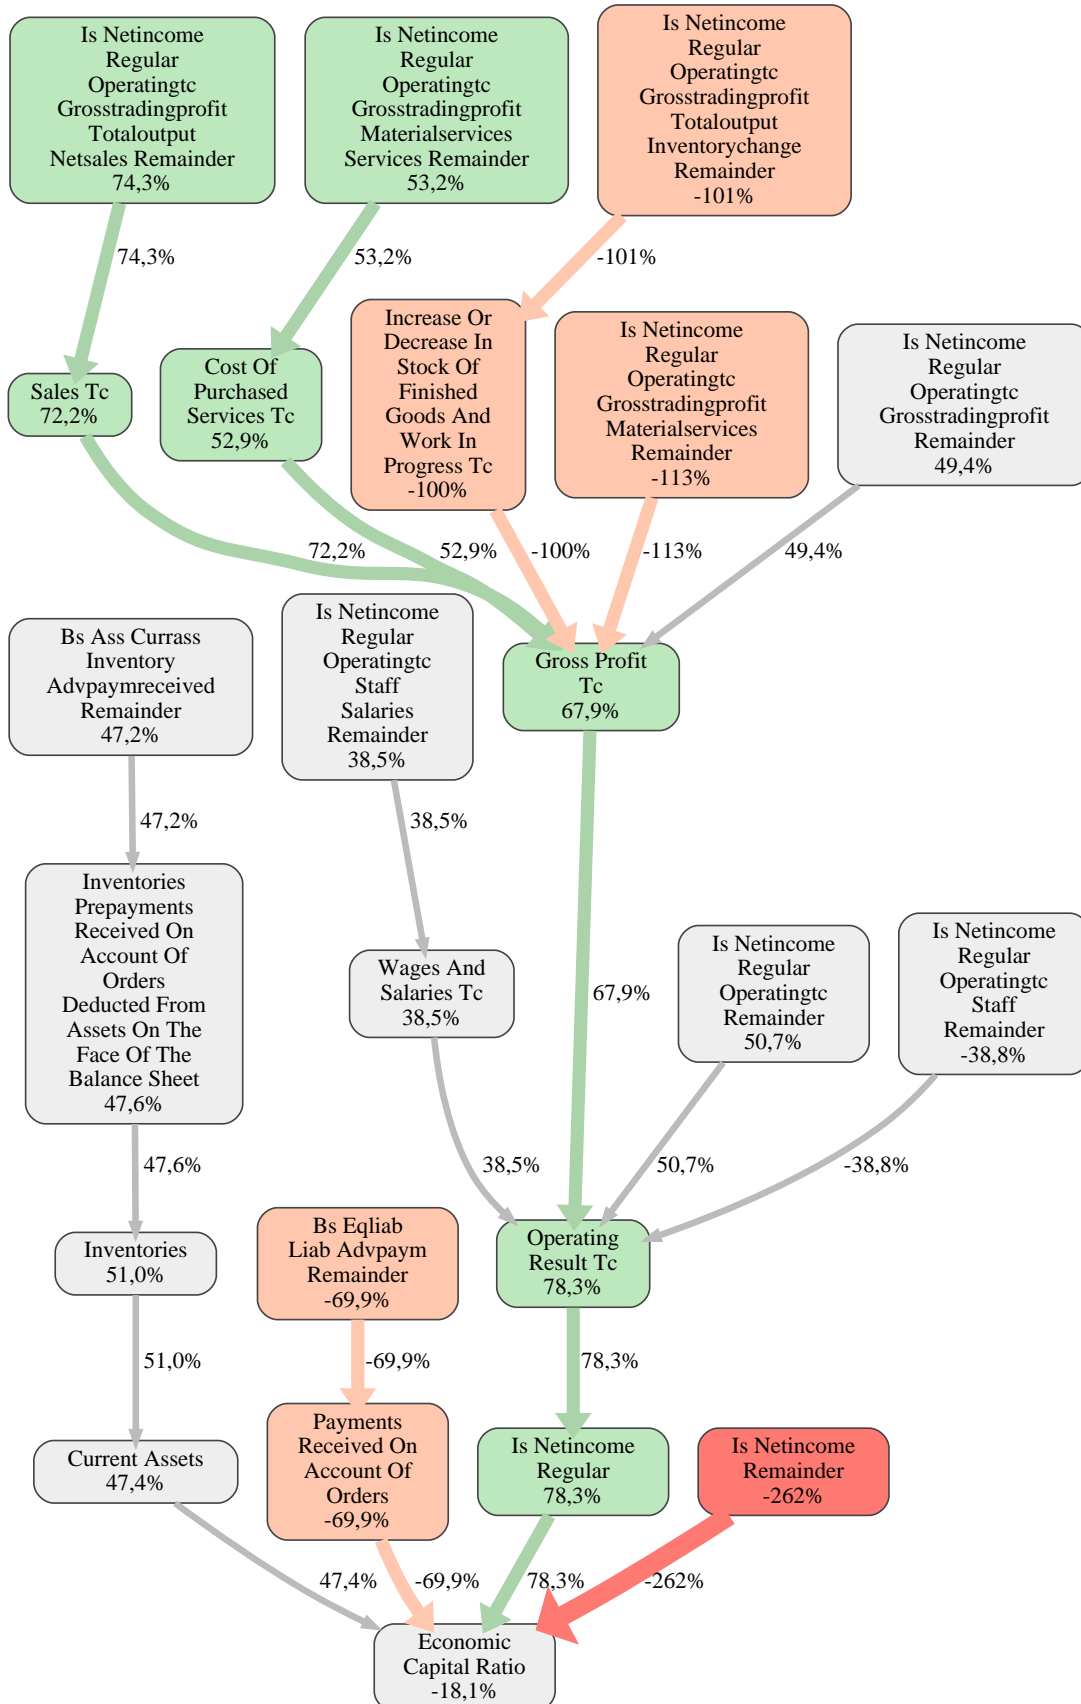 Is Netincome
Regular
Operatingtc
Grosstradingprofit
Totaloutput
Netsales Remainder
74,3%
Is Netincome
Regular
Operatingtc
Grosstradingprofit
Materialservices
Services Remainder
53,2%
Is Netincome
Regular
Operatingtc
Grosstradingprofit
Totaloutput
Inventorychange
Remainder
-101%
74,3%
53,2%
-101%
Sales Tc
72,2%
Cost Of
Purchased
Services Tc
52,9%
Increase Or
Decrease In
Stock Of
Finished
Goods And
Work In
Progress Tc
-100%
Is Netincome
Regular
Operatingtc
Grosstradingprofit
Materialservices
Remainder
-113%
Is Netincome
Regular
Operatingtc
Grosstradingprofit
Remainder
49,4%
72,2%
52,9%
-100%
-113%
49,4%
Bs Ass Currass
Inventory
Advpaymreceived
Remainder
47,2%
Is Netincome
Regular
Operatingtc
Staff
Salaries
Remainder
38,5%
Gross Profit
Tc
67,9%
47,2%
38,5%
Inventories
Prepayments
Received On
Account Of
Orders
Deducted From
Assets On The
Face Of The
Balance Sheet
47,6%
Wages And
Salaries Tc
38,5%
67,9%
Is Netincome
Regular
Operatingtc
Remainder
50,7%
Is Netincome
Regular
Operatingtc
Staff
Remainder
-38,8%
47,6%
38,5%
50,7%
-38,8%
Inventories
51,0%
Bs Eqliab
Liab Advpaym
Remainder
-69,9%
Operating
Result Tc
78,3%
51,0%
-69,9%
78,3%
Current Assets
47,4%
Payments
Received On
Account Of
Orders
-69,9%
Is Netincome
Regular
78,3%
Is Netincome
Remainder
-262%
47,4%
-69,9%
78,3%
-262%
Economic
Capital Ratio
-18,1%